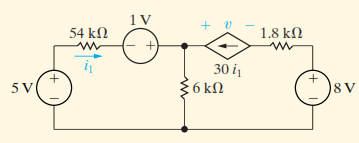 1 V
54 kΩ
− +
+ v −
1.8 kΩ
i₁
30 i₁
5 V
+
−
6 kΩ
+
−
8 V